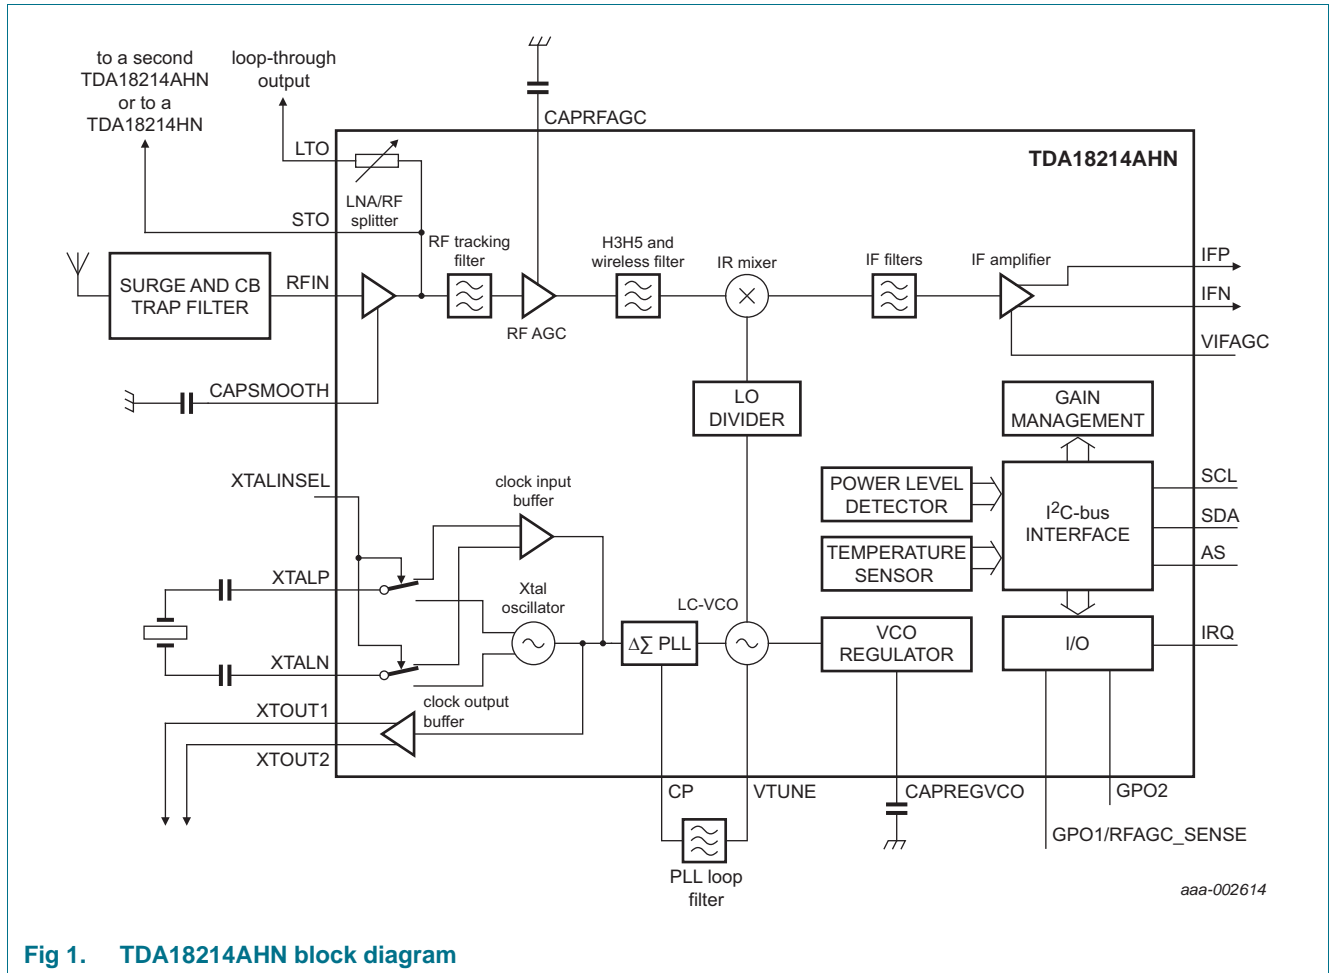 to a second
TDA18214AHN
or to a
TDA18214HN
loop-through
output
CAPRFAGC
LTO
TDA18214AHN
LNA/RF
splitter
STO
RF tracking
filter
H3H5 and
wireless filter
IR mixer
IF filters
IF amplifier
IFP
SURGE AND CB
TRAP FILTER
RFIN
IFN
RF AGC
VIFAGC
CAPSMOOTH
LO
DIVIDER
GAIN
MANAGEMENT
XTALINSEL
clock input
buffer
POWER LEVEL
DETECTOR
I2C-bus
INTERFACE
SCL
SDA
AS
TEMPERATURE
SENSOR
XTALP
Xtal
oscillator
LC-VCO
ΔΣ PLL
VCO
REGULATOR
I/O
IRQ
XTALN
XTOUT1
clock output
buffer
XTOUT2
CP
VTUNE
CAPREGVCO
GPO2
GPO1/RFAGC_SENSE
PLL loop
filter
aaa-002614
Fig 1. TDA18214AHN block diagram